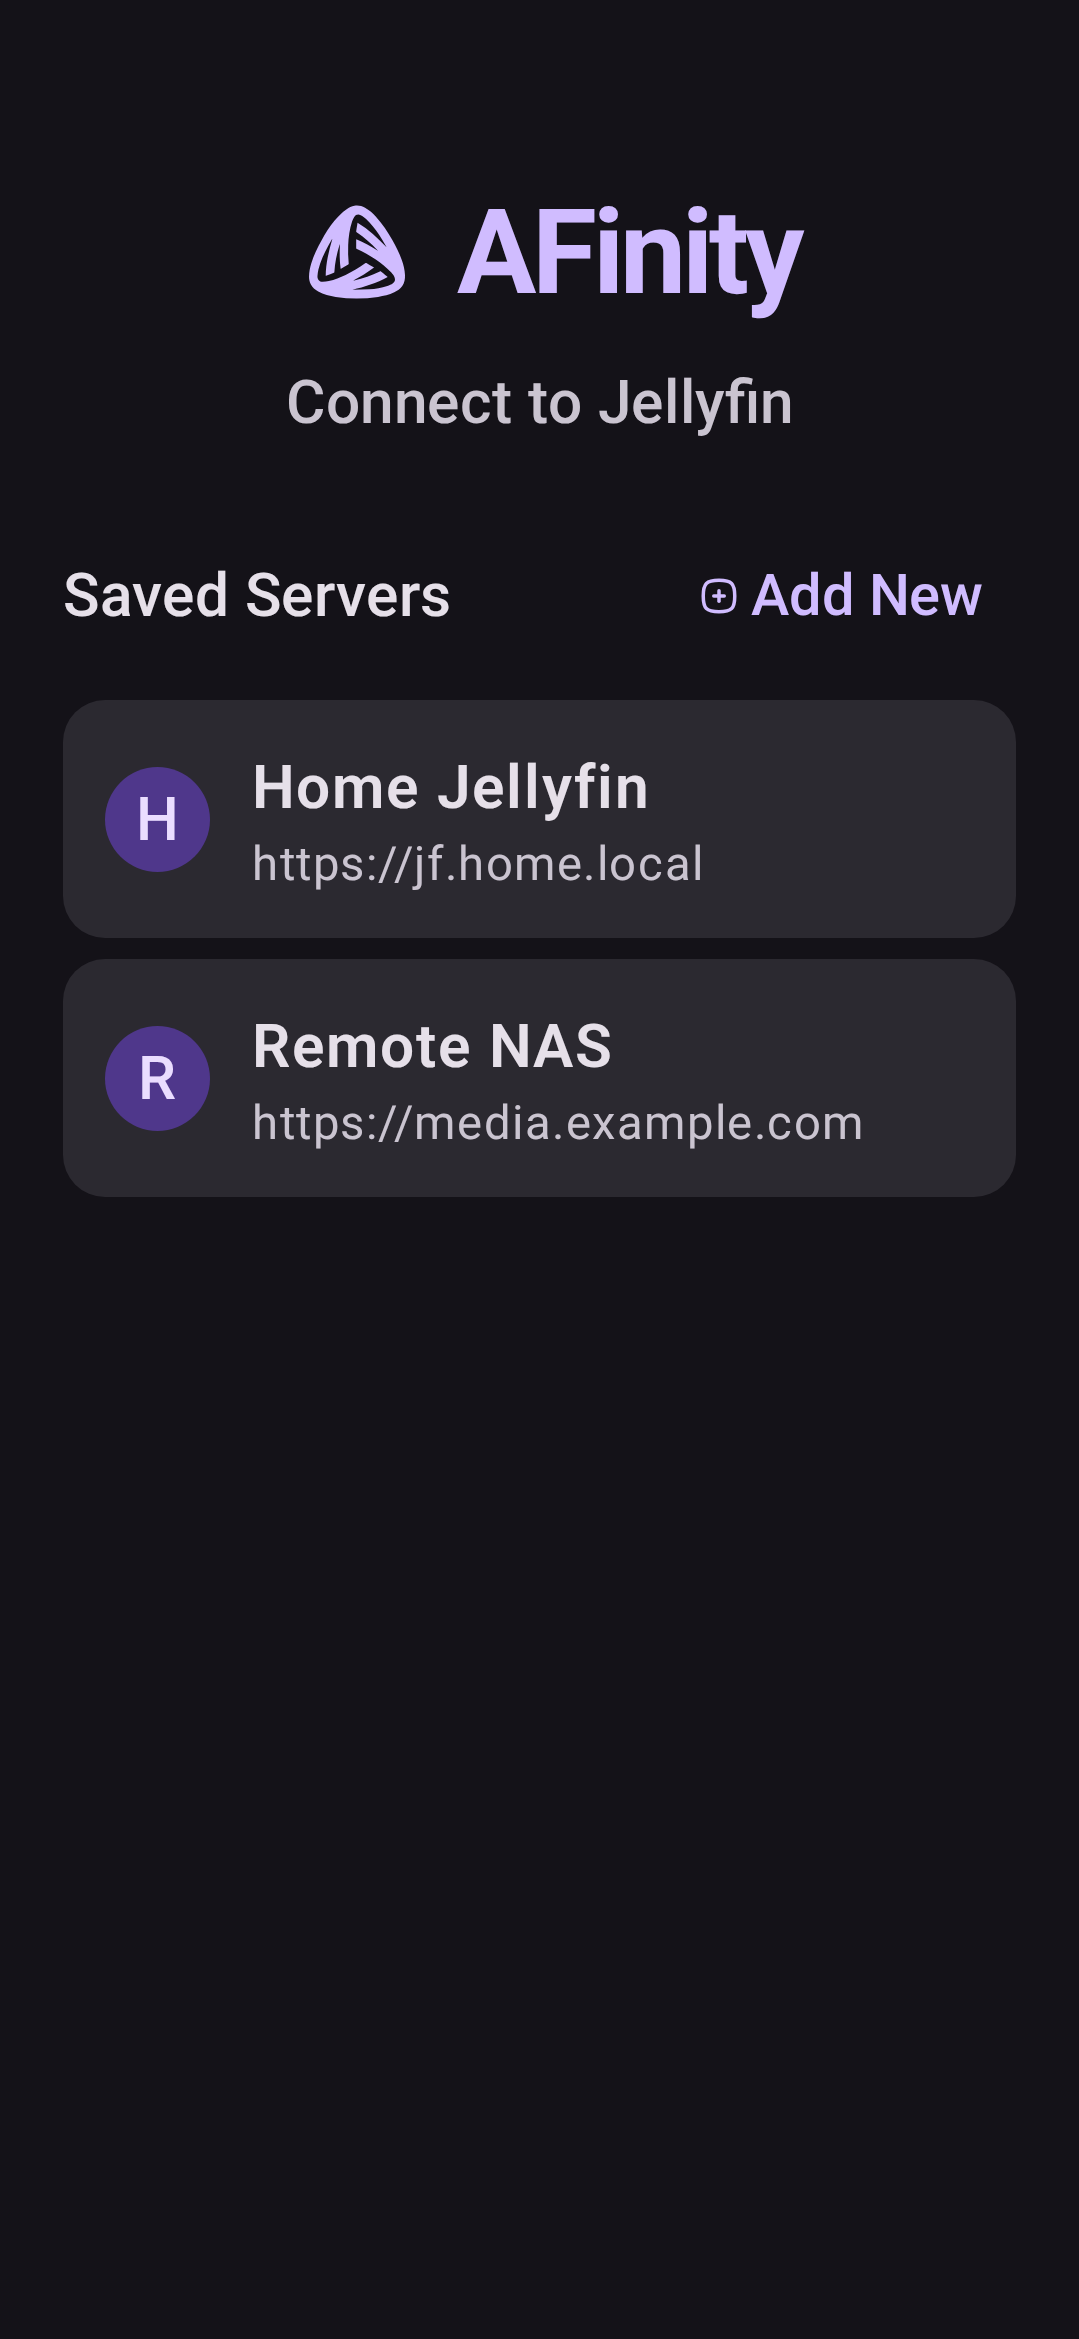 AFinity
Connect to Jellyfin
Saved Servers
Add New
H
Home Jellyfin
https://jf.home.local
R
Remote NAS
https://media.example.com